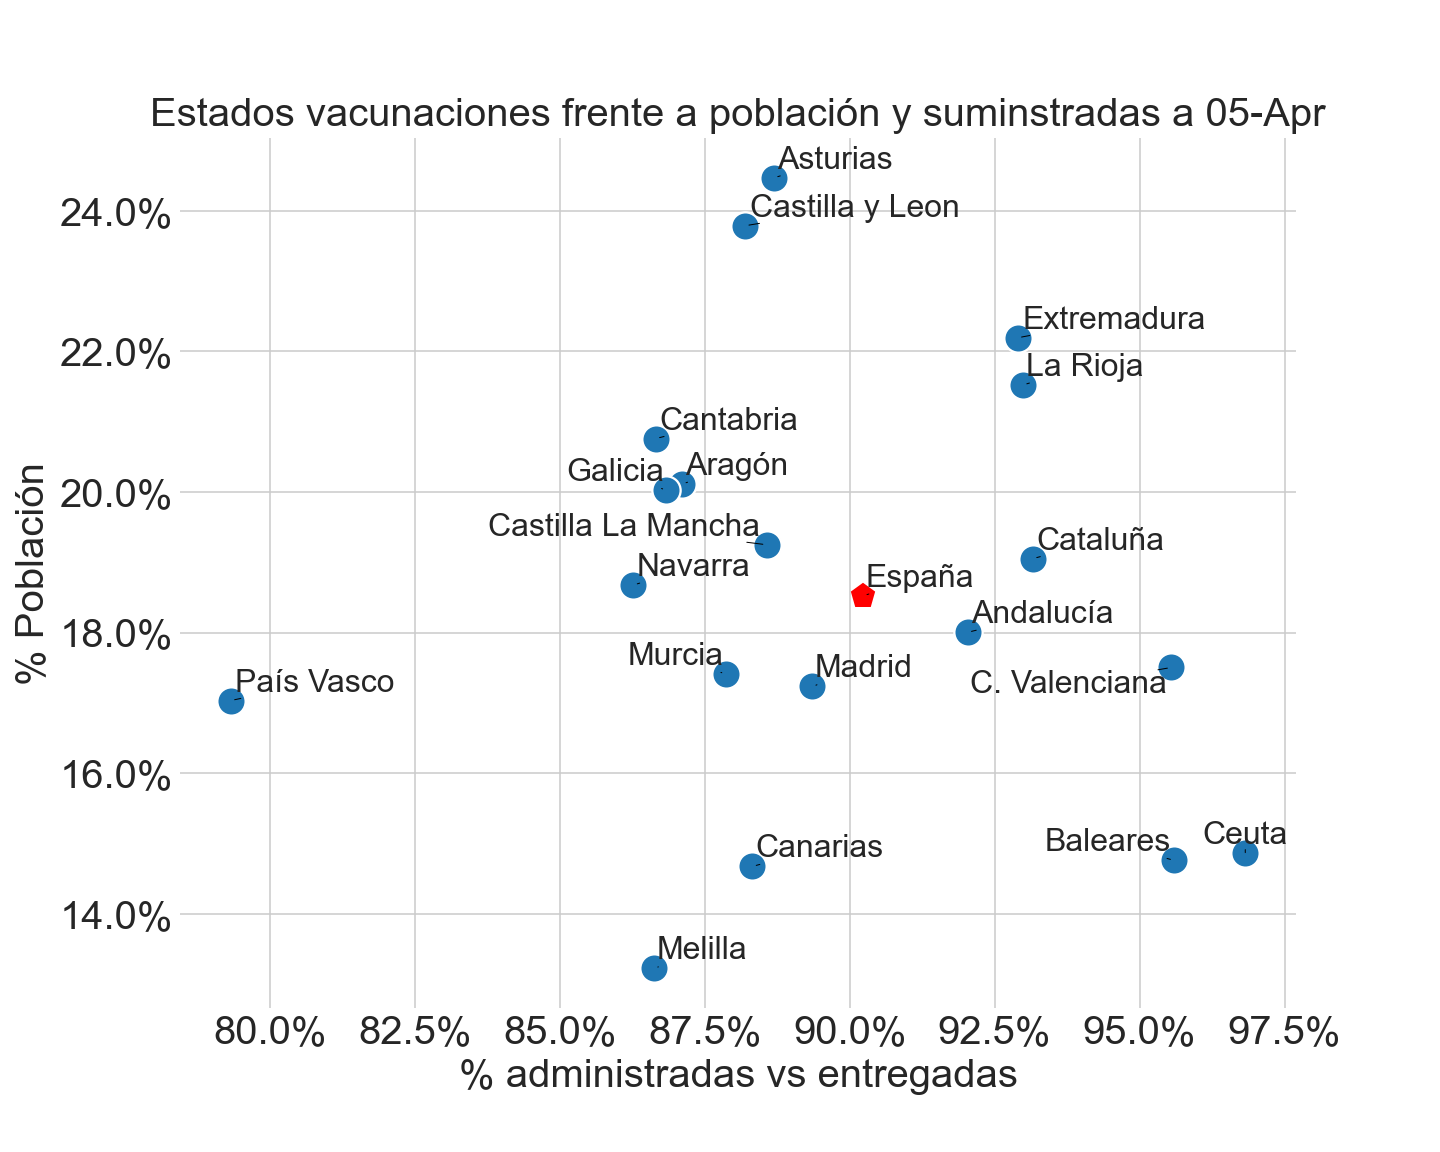 Estados vacunaciones frente a población y suminstradas a 05-Apr
Asturias
24.0%
Castilla y Leon
Extremadura
22.0%
La Rioja
Cantabria
Galicia
Aragón
20.0%
Castilla La Mancha
Cataluña
Navarra
España
% Población
18.0%
Andalucía
Murcia
Madrid
País Vasco
C. Valenciana
16.0%
Canarias
Baleares
Ceuta
14.0%
Melilla
80.0%
82.5%
85.0%
87.5%
90.0%
92.5%
95.0%
97.5%
% administradas vs entregadas